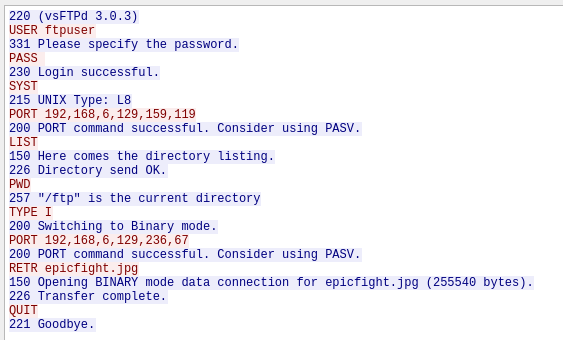 220 (vsFTPd 3.0.3)
USER ftpuser
331 Please specify the password.
PASS
230 Login successful.
SYST
215 UNIX Type: L8
PORT 192,168,6,129,159,119
200 PORT command successful. Consider using PASV.
LIST
150 Here comes the directory listing.
226 Directory send OK.
PWD
257 "/ftp" is the current directory
TYPE I
200 Switching to Binary mode.
PORT 192,168,6,129,236,67
200 PORT command successful. Consider using PASV.
RETR epicfight.jpg
150 Opening BINARY mode data connection for epicfight.jpg (255540 bytes).
226 Transfer complete.
QUIT
221 Goodbye.